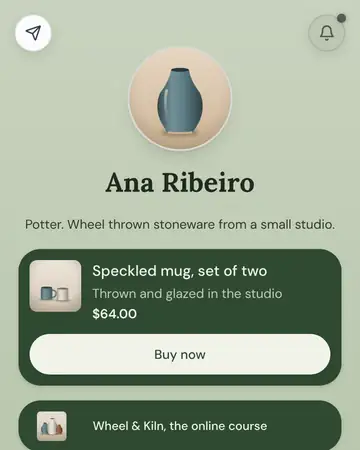 Ana Ribeiro
Potter. Wheel thrown stoneware from a small studio.
Speckled mug, set of two
Thrown and glazed in the studio
$64.00
Buy now
Wheel & Kiln, the online course